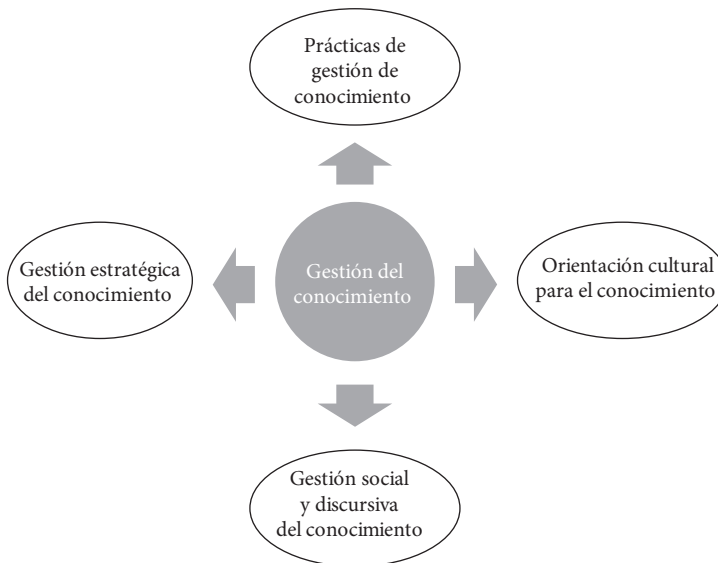 Prácticas de
gestión de
conocimiento
Gestión estratégica
del conocimiento
Gestión del
conocimiento
Orientación cultural
para el conocimiento
Gestión social
y discursiva
del conocimiento